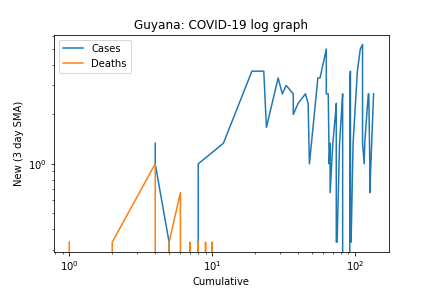 Guyana: COVID-19 log graph
Cases
Deaths
New (3 day SMA)
10⁰
10⁰ 10¹ 10²
Cumulative